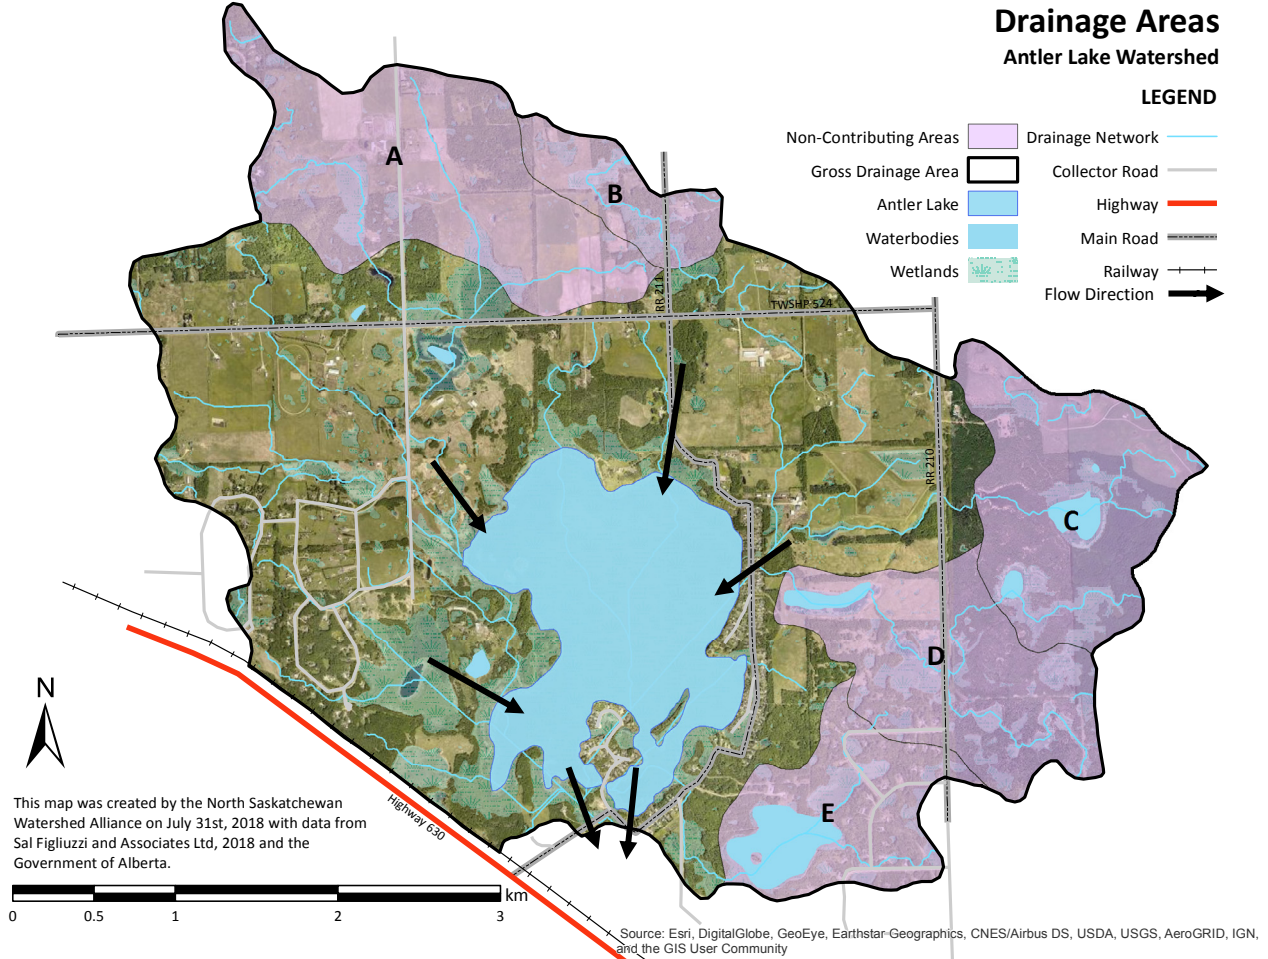 Drainage Areas
Antler Lake Watershed
LEGEND
Non-Contributing Areas
Drainage Network
Gross Drainage Area
Collector Road
Antler Lake
Highway
Waterbodies
Main Road
Wetlands
Railway
Flow Direction
A
B
RR 211
TWSHP 524
RR 210
C
D
E
N
Highway 630
This map was created by the North Saskatchewan
Watershed Alliance on July 31st, 2018 with data from
Sal Figliuzzi and Associates Ltd, 2018 and the
Government of Alberta.
km
0 0.5 1 2 3
Source: Esri, DigitalGlobe, GeoEye, Earthstar Geographics, CNES/Airbus DS, USDA, USGS, AeroGRID, IGN,
and the GIS User Community